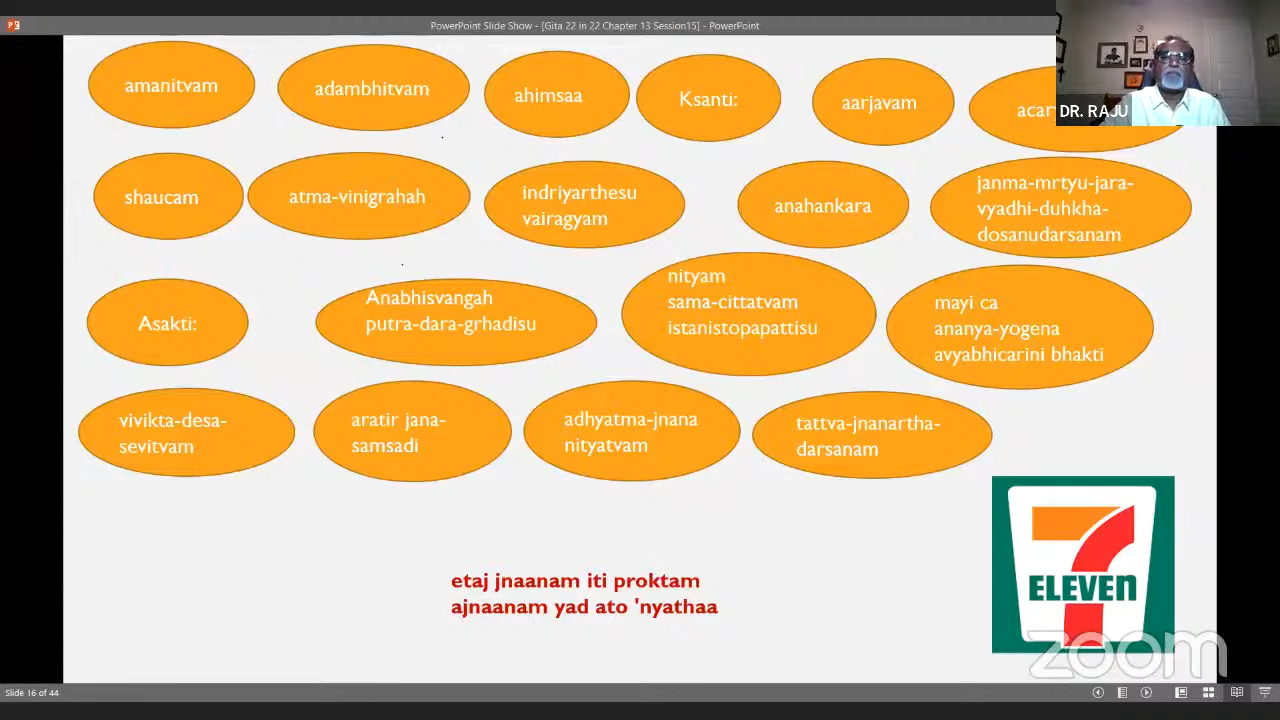 PowerPoint Slide Show - [Gita 22 in 22 Chapter 13 Session15] - PowerPoint
amanitvam
adambhitvam
ahimsaa
Ksanti:
aarjavam
DR. RAJU
shaucam
atma-vinigrahah
indriyarthesu
vairagyam
anahankara
janma-mrtyu-jara-
vyadhi-duhkha-
dosanudarsanam
Asakti:
Anabhisvangah
putra-dara-grhadisu
nityam
sama-cittatvam
istanistopapattisu
mayi ca
ananya-yogena
avyabhicarini bhakti
vivikta-desa-
sevitvam
aratir jana-
samsadi
adhyatma-jnana
nityatvam
tattva-jnanartha-
darsanam
etaj jnaanam iti proktam
ajnaanam yad ato 'nyathaa
7
ELEVEN
zoom
Slide 16 of 44